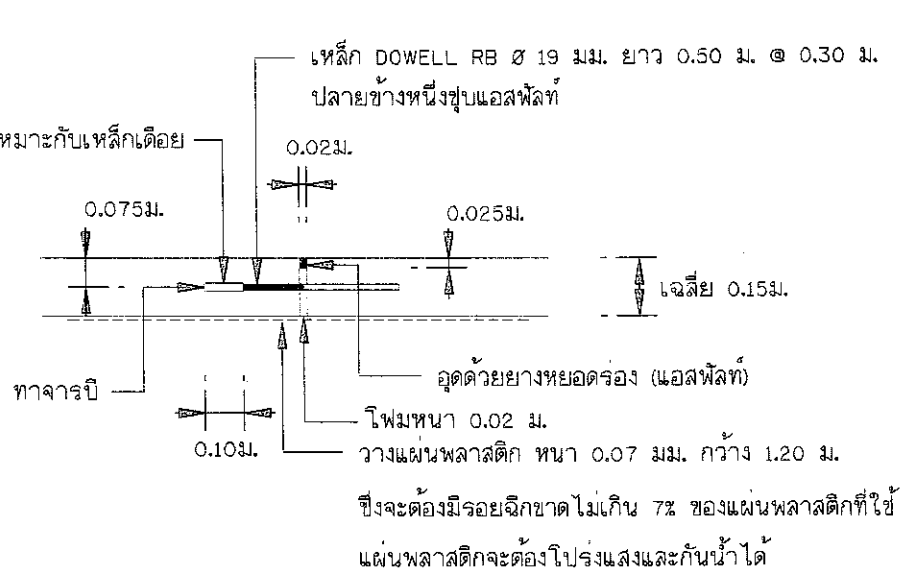 เหล็ก DOWELL RB Ø 19 มม. ยาว 0.50 ม. @ 0.30 ม.
ปลายข้างหนึ่งชุบแอสฟัลท์
หมาะกับเหล็กเดือย
0.02ม.
0.075ม.
0.025ม.
เฉลี่ย 0.15ม.
ทาจารบี
อุดด้วยยางหยอดร่อง (แอสฟัลท์)
0.10ม.
โฟมหนา 0.02 ม.
วางแผ่นพลาสติก หนา 0.07 มม. กว้าง 1.20 ม.
ซึ่งจะต้องมีรอยฉีกขาดไม่เกิน 7% ของแผ่นพลาสติกที่ใช้
แผ่นพลาสติกจะต้องโปร่งแสงและกันน้ำได้